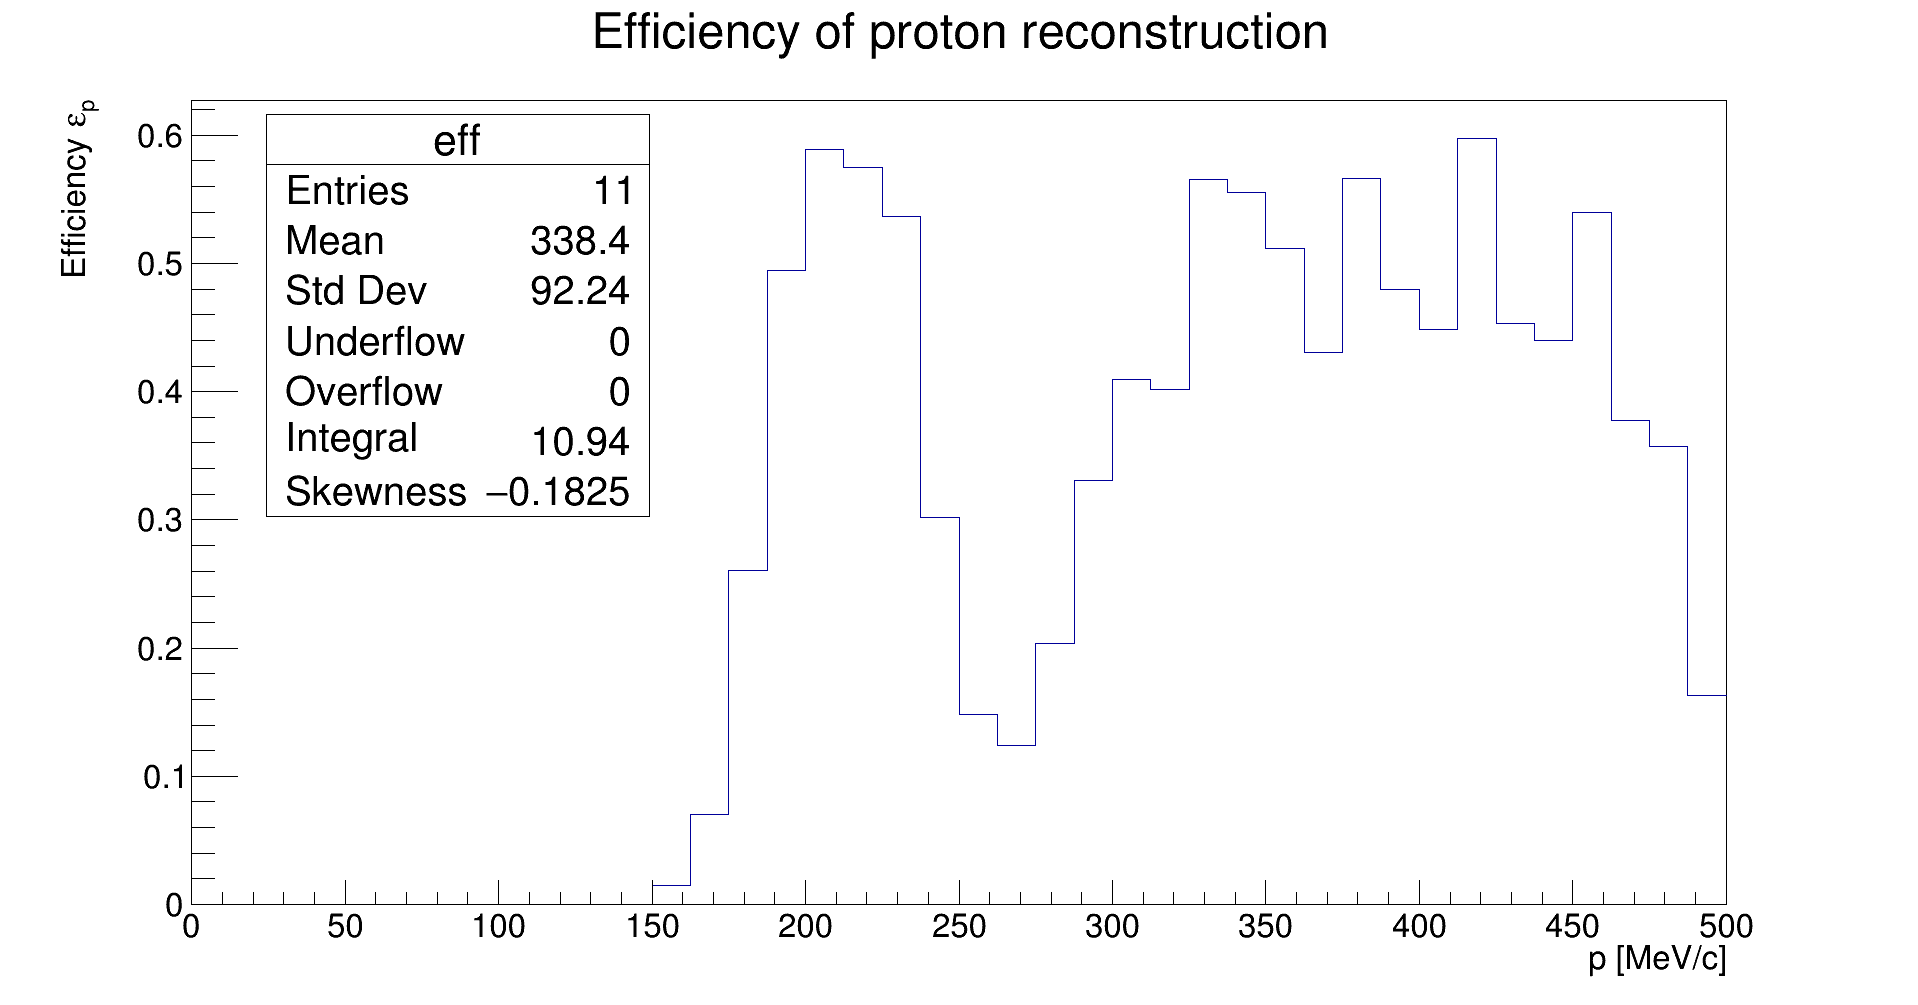 Efficiency of proton reconstruction
Efficiency εp
eff
Entries 11
Mean 338.4
Std Dev 92.24
Underflow 0
Overflow 0
Integral 10.94
Skewness −0.1825
0.6
0.5
0.4
0.3
0.2
0.1
0
0 50 100 150 200 250 300 350 400 450 500
p [MeV/c]